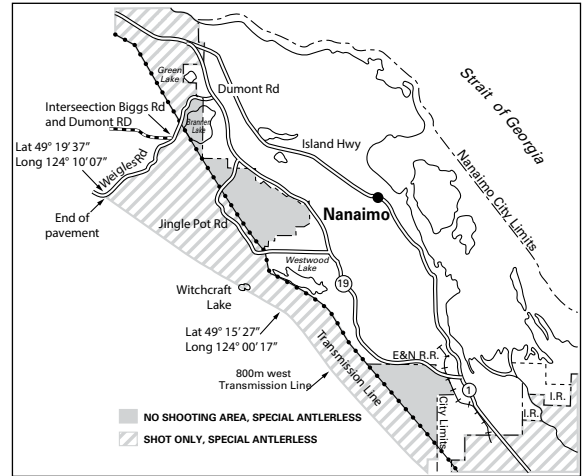 Green
Lake
Dumont Rd
Strait of Georgia
Intersection Biggs Rd
and Dumont RD
Brannen
Lake
Island Hwy
Lat 49° 19' 37"
Long 124° 10' 07"
Weigles Rd
Nanaimo City Limits
End of
pavement
Nanaimo
Jingle Pot Rd
Westwood
Lake
Witchcraft
Lake
19
Lat 49° 15' 27"
Long 124° 00' 17"
Transmission Line
E&N R.R.
800m west
Transmission Line
1
City Limits
I.R.
I.R.
I.R.
NO SHOOTING AREA, SPECIAL ANTLERLESS
SHOT ONLY, SPECIAL ANTLERLESS